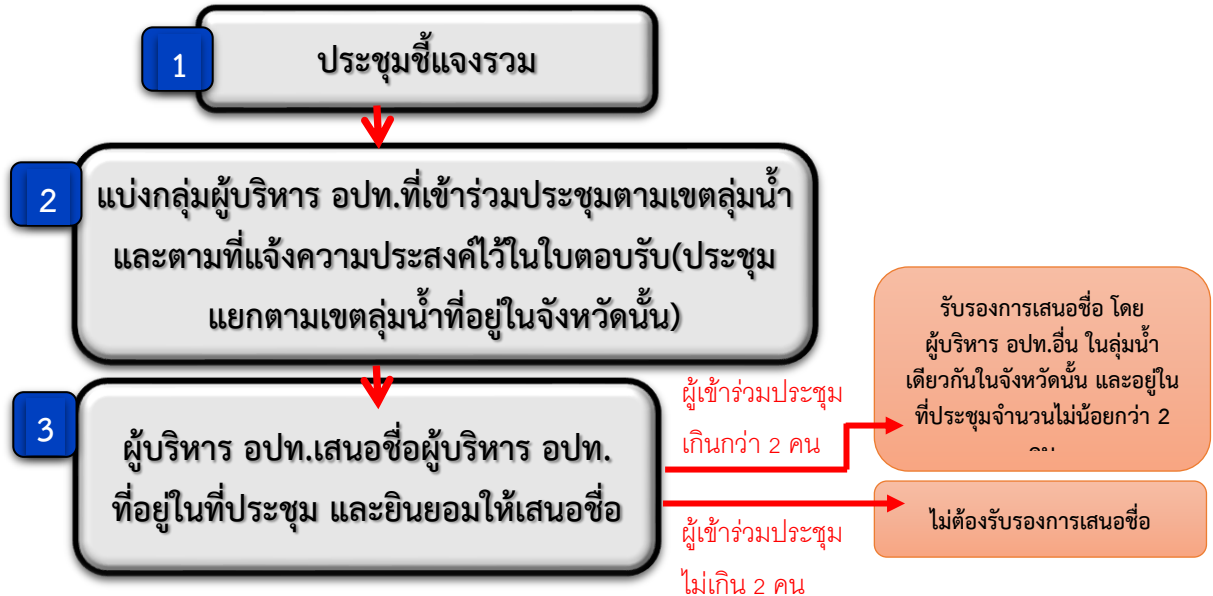 1
ประชุมชี้แจงรวม
2
แบ่งกลุ่มผู้บริหาร อปท.ที่เข้าร่วมประชุมตามเขตลุ่มน้ำ
และตามที่แจ้งความประสงค์ไว้ในใบตอบรับ(ประชุม
แยกตามเขตลุ่มน้ำที่อยู่ในจังหวัดนั้น)
3
ผู้บริหาร อปท.เสนอชื่อผู้บริหาร อปท.
ที่อยู่ในที่ประชุม และยินยอมให้เสนอชื่อ
ผู้เข้าร่วมประชุม
เกินกว่า 2 คน
รับรองการเสนอชื่อ โดย
ผู้บริหาร อปท.อื่น ในลุ่มน้ำ
เดียวกันในจังหวัดนั้น และอยู่ใน
ที่ประชุมจำนวนไม่น้อยกว่า 2
ผู้เข้าร่วมประชุม
ไม่เกิน 2 คน
ไม่ต้องรับรองการเสนอชื่อ